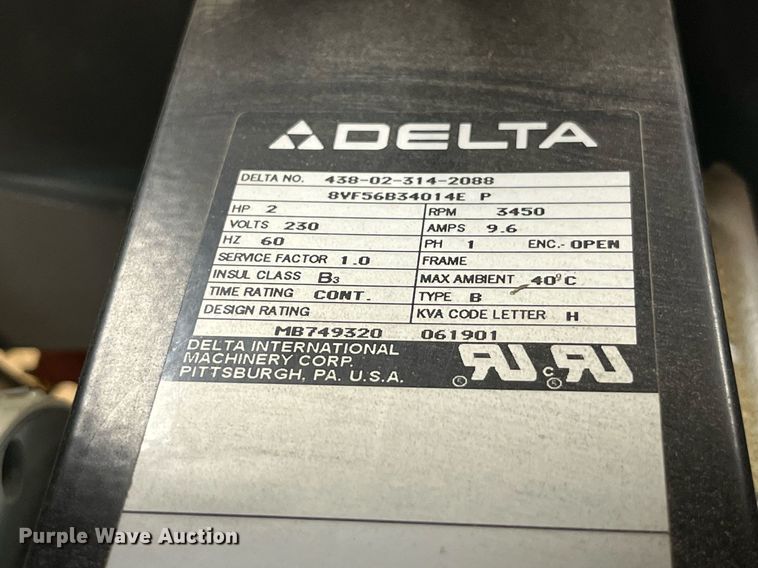 DELTA
DELTA NO. 438-02-314-2088
8VF56B34014E P
HP 2 RPM 3450
VOLTS 230 AMPS 9.6
HZ 60 PH 1 ENC.- OPEN
SERVICE FACTOR 1.0 FRAME
INSUL CLASS B3 MAX AMBIENT 40°C
TIME RATING CONT. TYPE B
DESIGN RATING KVA CODE LETTER H
MB749320 061901
DELTA INTERNATIONAL
MACHINERY CORP.
PITTSBURGH, PA. U.S.A.
Purple Wave Auction